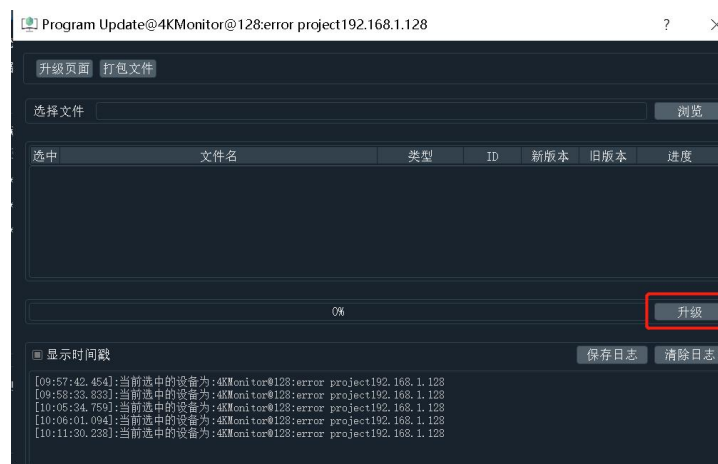 Program Update@4KMonitor@128:error project192.168.1.128 ?
升级页面 打包文件
选择文件 浏览
选中 文件名 类型 ID 新版本 旧版本 进度
0% 升级
显示时间戳 保存日志 清除日志
[09:57:42.454]:当前选中的设备为:4KMonitor@128:error project192.168.1.128
[09:58:33.833]:当前选中的设备为:4KMonitor@128:error project192.168.1.128
[10:05:34.759]:当前选中的设备为:4KMonitor@128:error project192.168.1.128
[10:06:01.094]:当前选中的设备为:4KMonitor@128:error project192.168.1.128
[10:11:30.238]:当前选中的设备为:4KMonitor@128:error project192.168.1.128